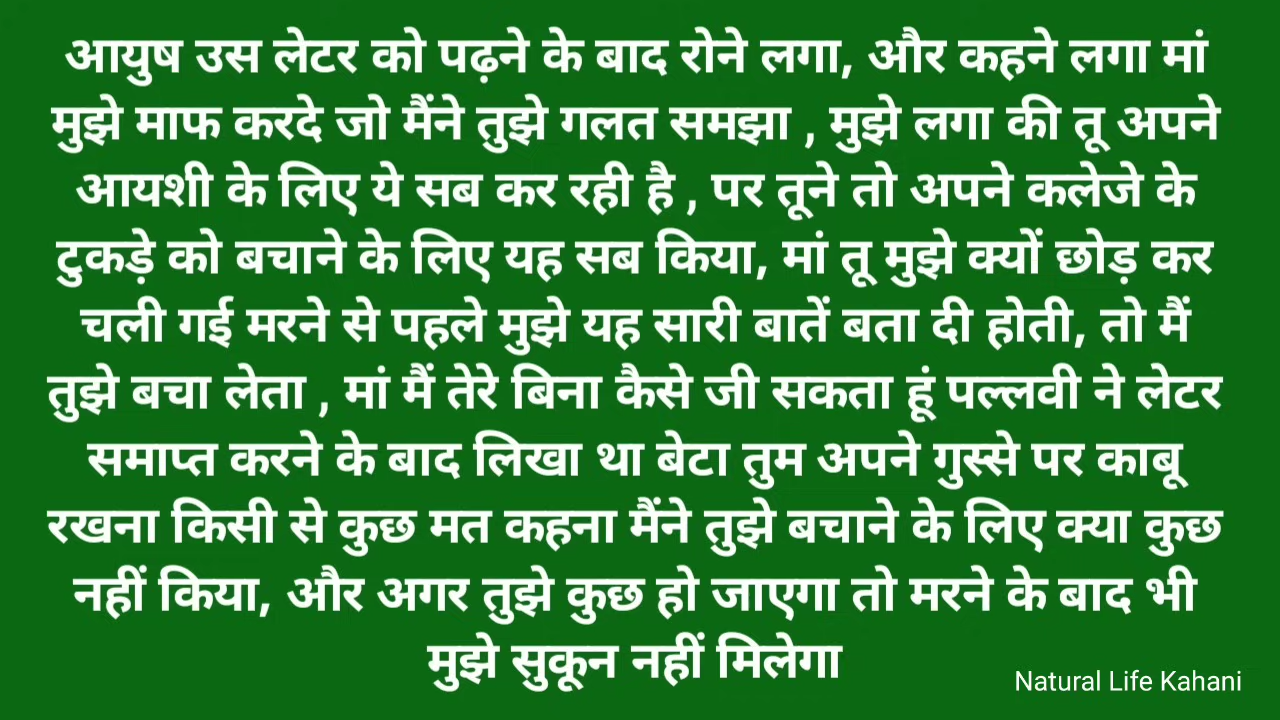 आयुष उस लेटर को पढ़ने के बाद रोने लगा, और कहने लगा मां
मुझे माफ करदे जो मैंने तुझे गलत समझा , मुझे लगा की तू अपने
आयशी के लिए ये सब कर रही है , पर तूने तो अपने कलेजे के
टुकड़े को बचाने के लिए यह सब किया, मां तू मुझे क्यों छोड़ कर
चली गई मरने से पहले मुझे यह सारी बातें बता दी होती, तो मैं
तुझे बचा लेता , मां मैं तेरे बिना कैसे जी सकता हूं पल्लवी ने लेटर
समाप्त करने के बाद लिखा था बेटा तुम अपने गुस्से पर काबू
रखना किसी से कुछ मत कहना मैंने तुझे बचाने के लिए क्या कुछ
नहीं किया, और अगर तुझे कुछ हो जाएगा तो मरने के बाद भी
मुझे सुकून नहीं मिलेगा
Natural Life Kahani